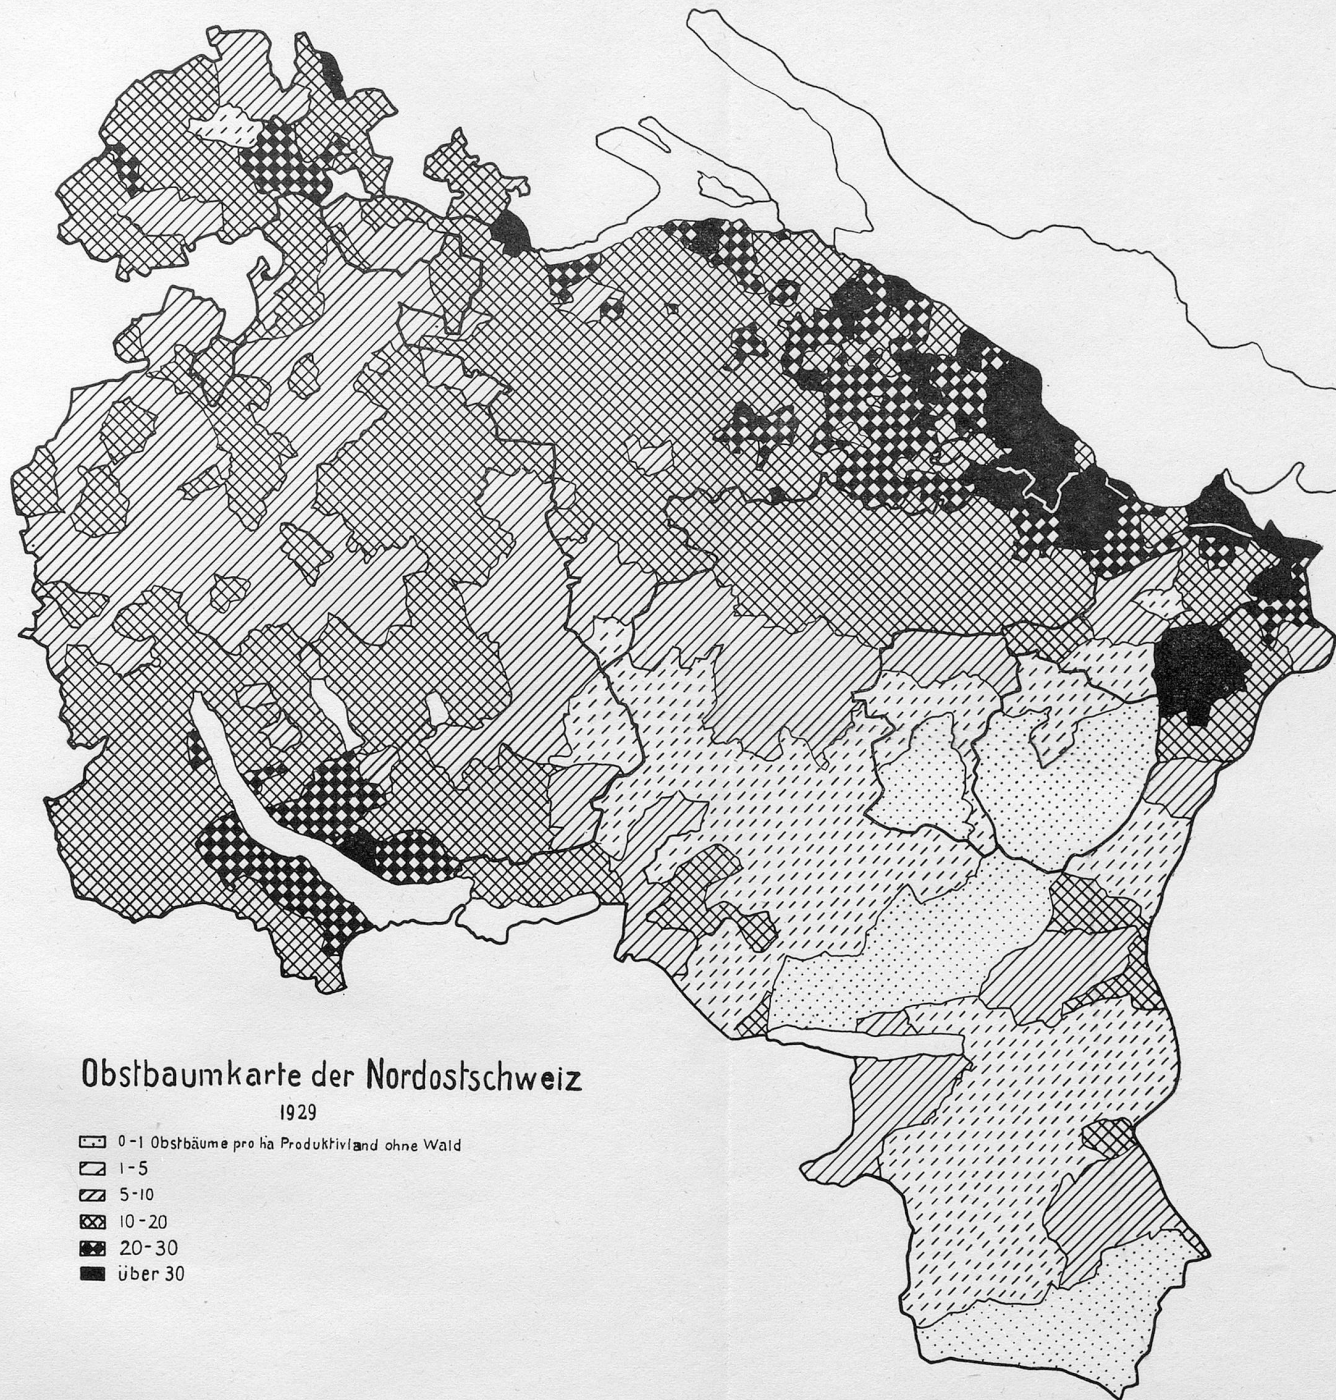 Obstbaumkarte der Nordostschweiz
1929
0-1 Obstbäume pro ha Produktivland ohne Wald
1-5
5-10
10-20
20-30
über 30